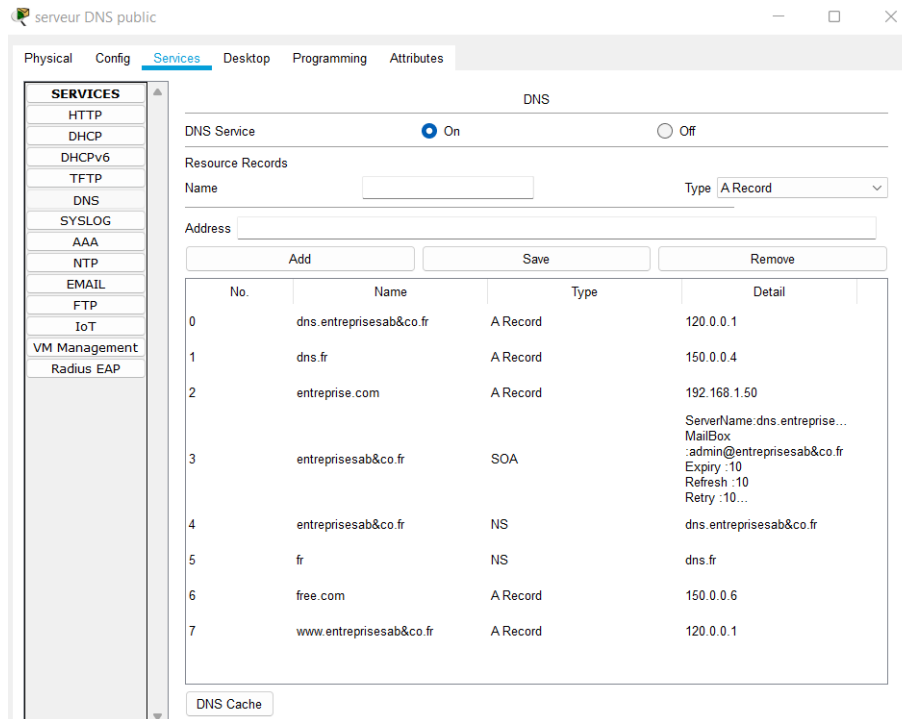 serveur DNS public
Physical Config Services Desktop Programming Attributes
SERVICES
HTTP
DHCP
DHCPv6
TFTP
DNS
SYSLOG
AAA
NTP
EMAIL
FTP
IoT
VM Management
Radius EAP
DNS
DNS Service On Off
Resource Records
Name Type A Record
Address
Add Save Remove
No. Name Type Detail
0 dns.entreprisesab&co.fr A Record 120.0.0.1
1 dns.fr A Record 150.0.0.4
2 entreprise.com A Record 192.168.1.50
3 entreprisesab&co.fr SOA ServerName:dns.entreprise...
MailBox
:admin@entreprisesab&co.fr
Expiry :10
Refresh :10
Retry :10...
4 entreprisesab&co.fr NS dns.entreprisesab&co.fr
5 fr NS dns.fr
6 free.com A Record 150.0.0.6
7 www.entreprisesab&co.fr A Record 120.0.0.1
DNS Cache